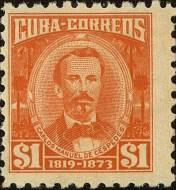 CUBA-CORREOS
CARLOS MANUEL DE CESPEDES
1819-1873
$1 $1